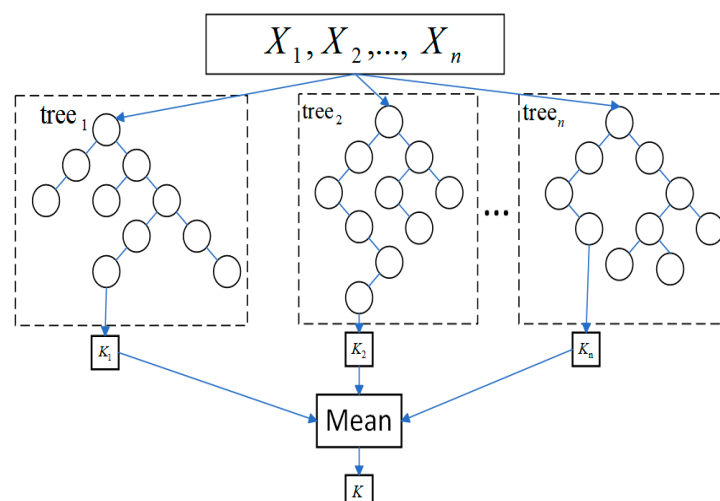 X₁, X₂,..., Xₙ
tree₁
tree₂
treeₙ
...
K₁
K₂
Kₙ
Mean
K